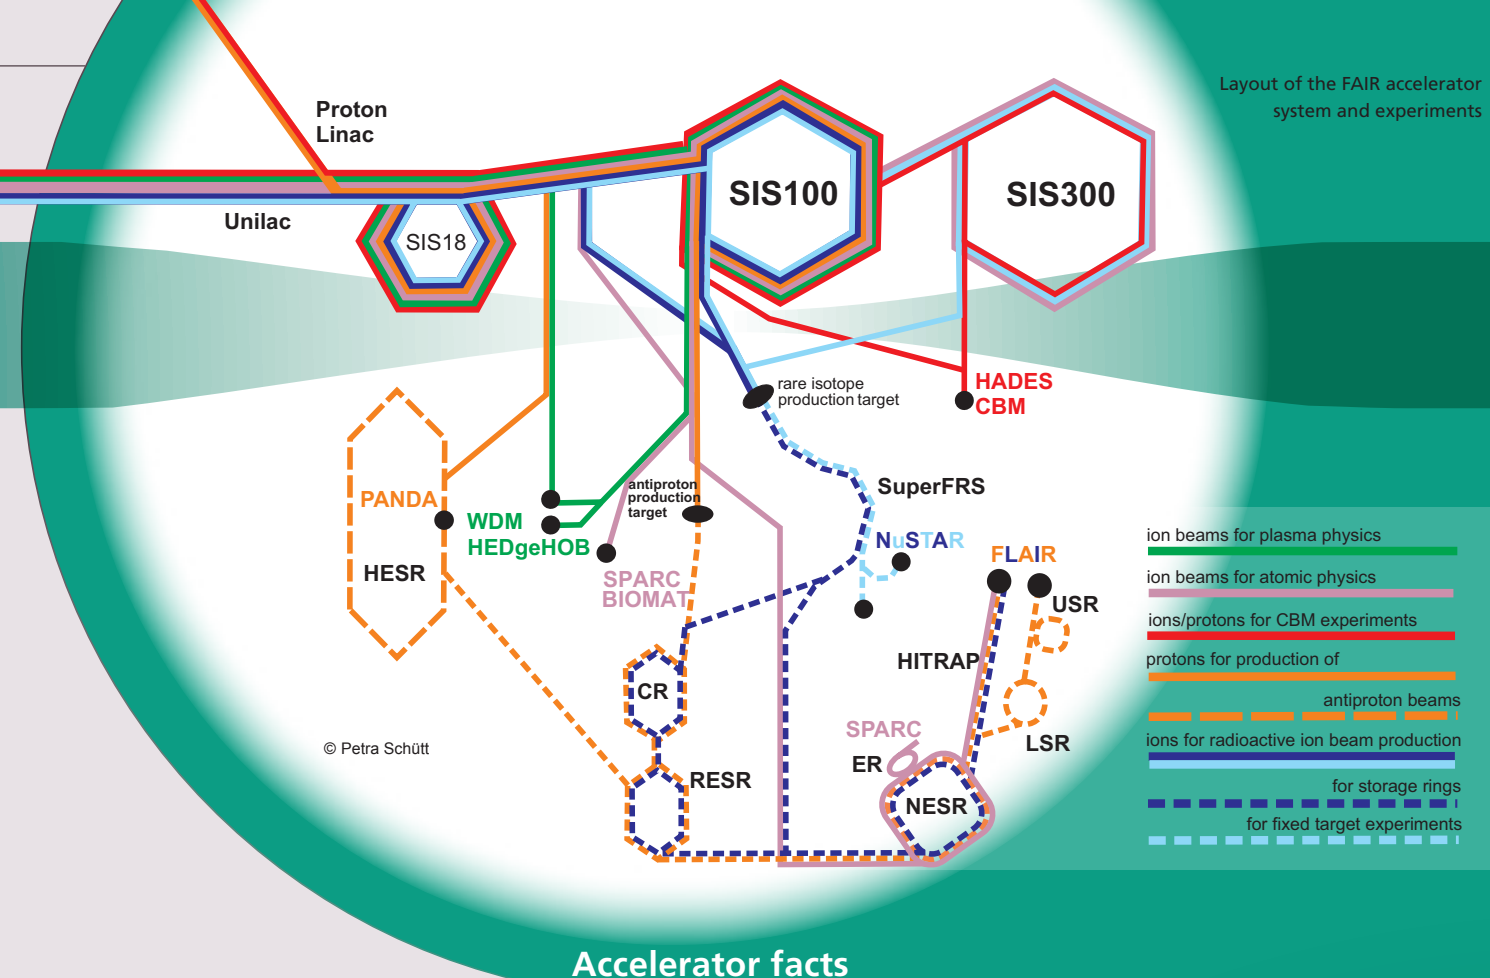 Layout of the FAIR accelerator
system and experiments
Proton
Linac
Unilac
SIS18
SIS100
SIS300
rare isotope
production target
HADES
CBM
PANDA
HESR
WDM
HEDgeHOB
antiproton
production
target
SPARC
BIOMAT
SuperFRS
NuSTAR
FLAIR
USR
HITRAP
LSR
CR
RESR
SPARC
ER
NESR
© Petra Schütt
ion beams for plasma physics
ion beams for atomic physics
ions/protons for CBM experiments
protons for production of
antiproton beams
ions for radioactive ion beam production
for storage rings
for fixed target experiments
Accelerator facts